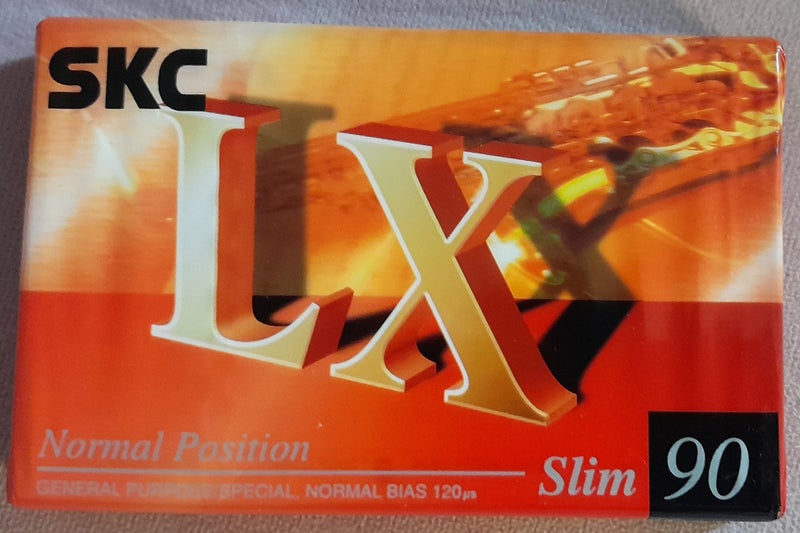 SKC
LX
Normal Position
GENERAL PURPOSE/SPECIAL, NORMAL BIAS 120μs
Slim 90